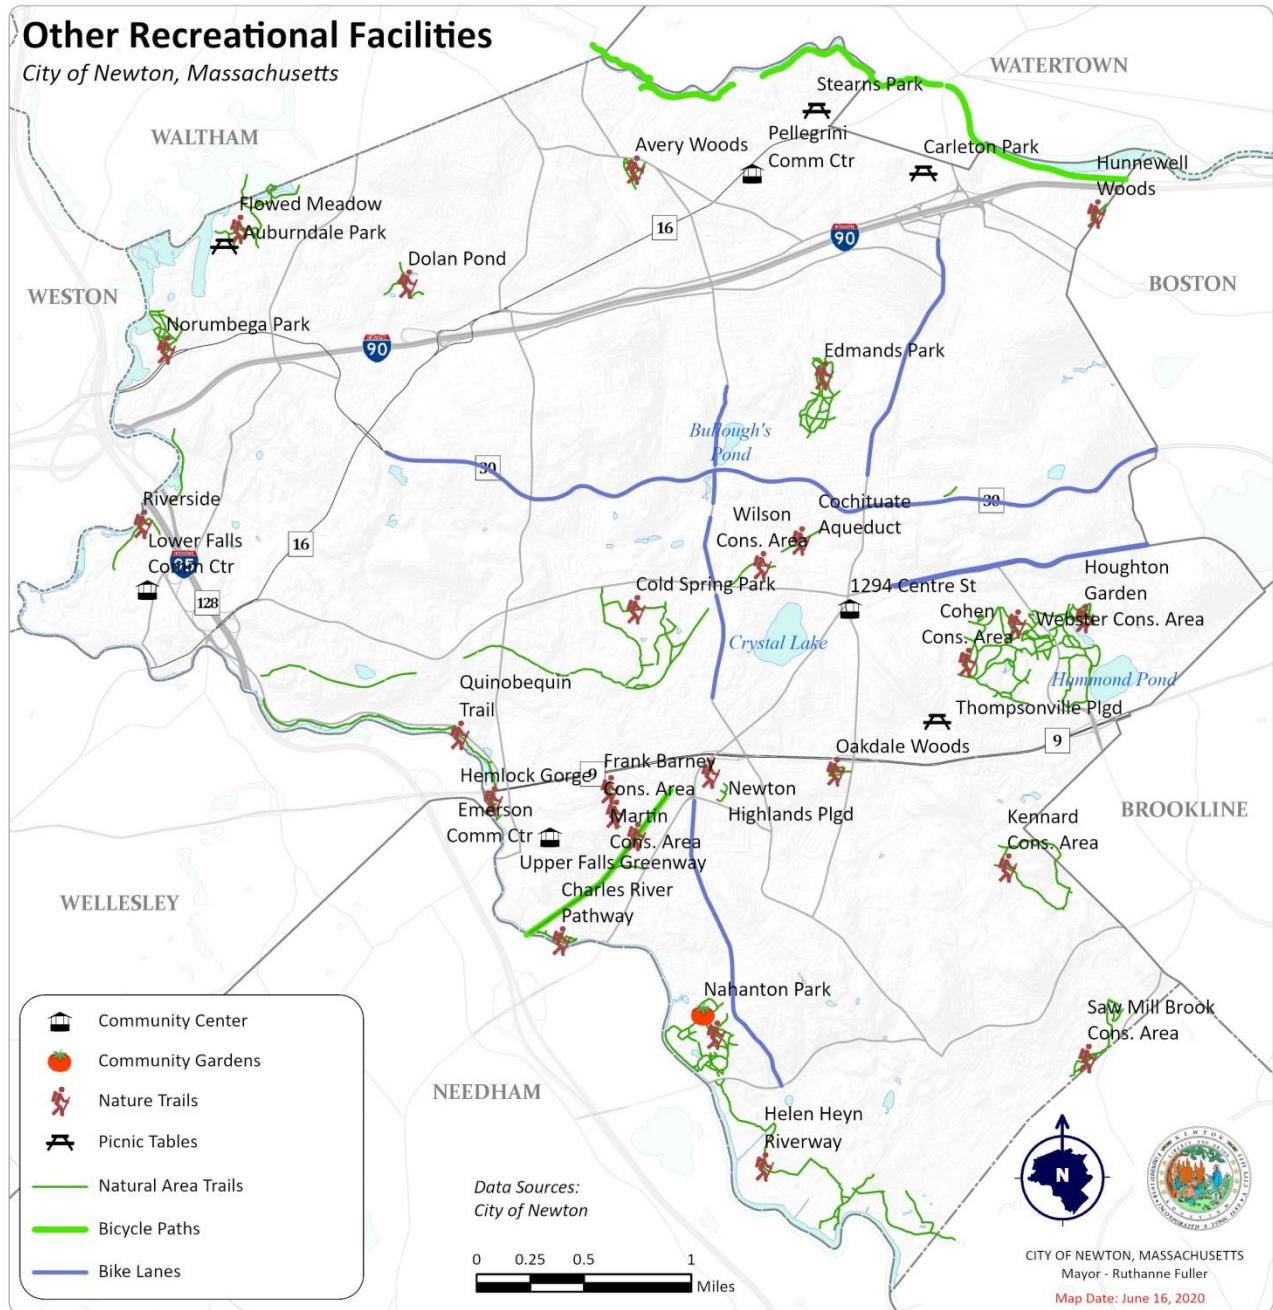 Other Recreational Facilities
City of Newton, Massachusetts
WATERTOWN
Stearns Park
WALTHAM
Pellegrini
Comm Ctr
Avery Woods
Carleton Park
Hunnewell
Woods
Flowed Meadow
Auburndale Park
16
90
Dolan Pond
BOSTON
WESTON
Norumbega Park
90
Edmands Park
Bullough's
Pond
30
30
Riverside
Cochituate
Aqueduct
Wilson
Cons. Area
Lower Falls
Comm Ctr
16
95
128
Cold Spring Park
1294 Centre St
Houghton
Garden
Cohen
Cons. Area
Webster Cons. Area
Crystal Lake
Hammond Pond
Quinobequin
Trail
Thompsonville Plgd
9
Oakdale Woods
Hemlock Gorge
9
Frank Barney
Cons. Area
Newton
Highlands Plgd
Emerson
Comm Ctr
Martin
Cons. Area
Kennard
Cons. Area
BROOKLINE
Upper Falls Greenway
Charles River
Pathway
WELLESLEY
Nahanton Park
Saw Mill Brook
Cons. Area
NEEDHAM
Helen Heyn
Riverway
Community Center
Community Gardens
Nature Trails
Picnic Tables
Natural Area Trails
Bicycle Paths
Bike Lanes
Data Sources:
City of Newton
0 0.25 0.5 1
Miles
N
CITY OF NEWTON, MASSACHUSETTS
Mayor - Ruthanne Fuller
Map Date: June 16, 2020